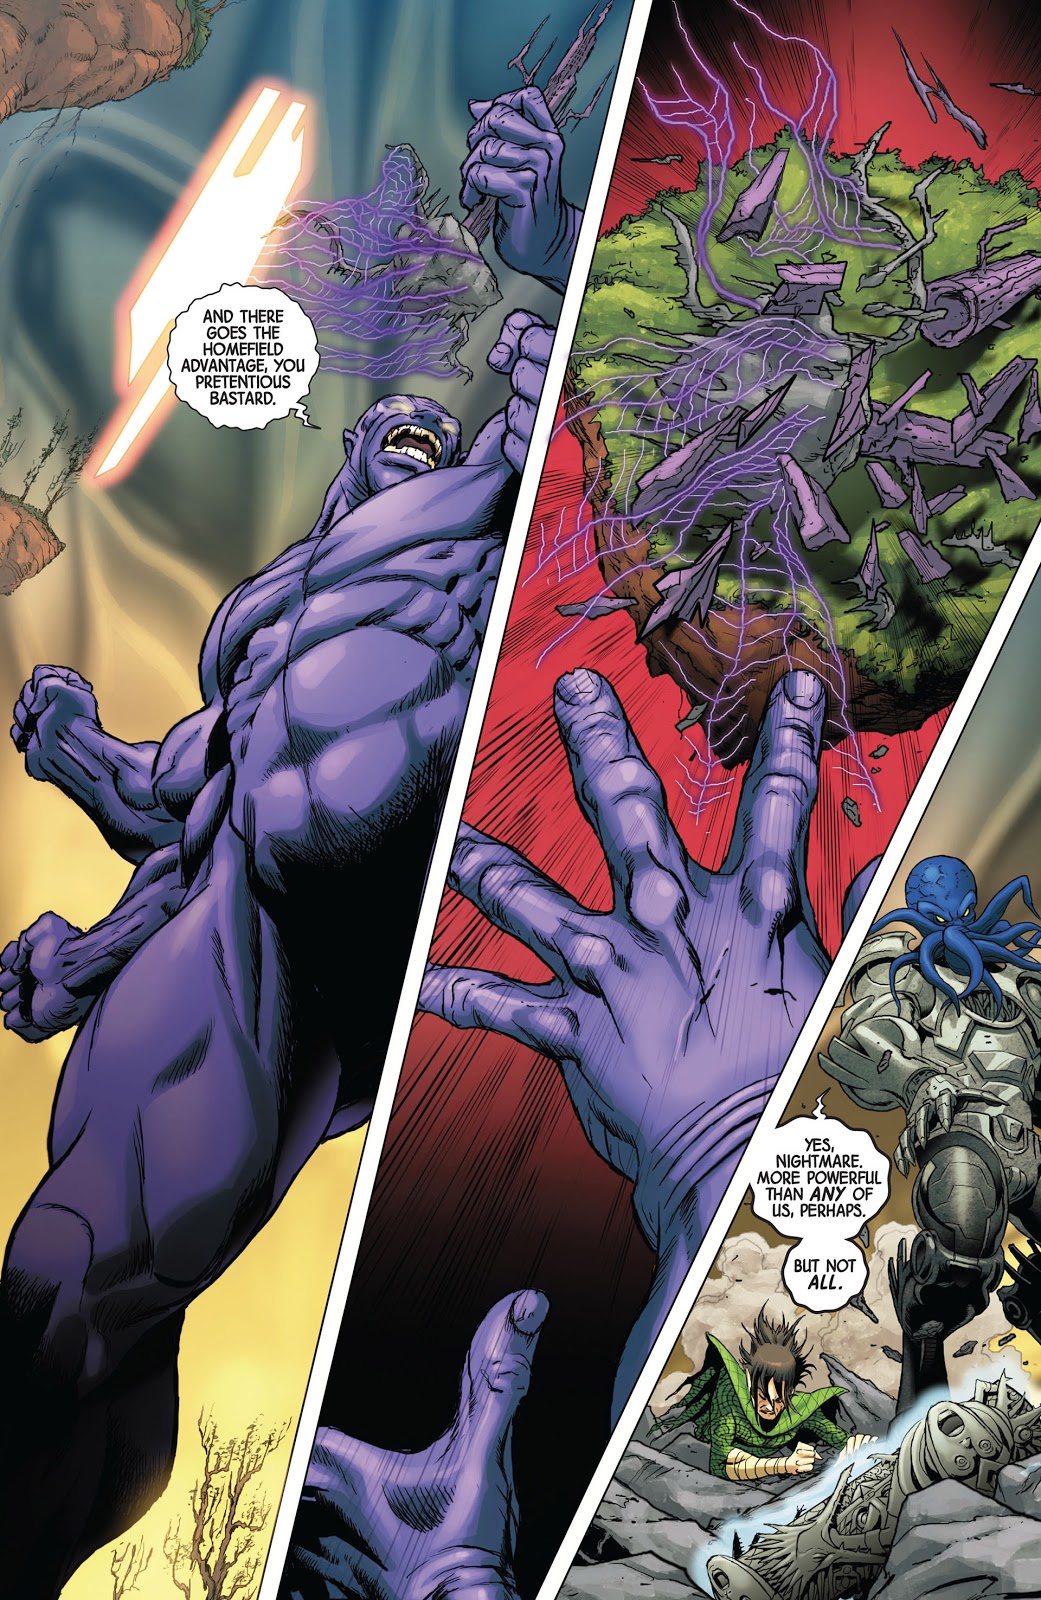 AND THERE
GOES THE
HOMEFIELD
ADVANTAGE, YOU
PRETENTIOUS
BASTARD.
YES,
NIGHTMARE.
MORE POWERFUL
THAN ANY OF
US, PERHAPS.
BUT NOT
ALL.